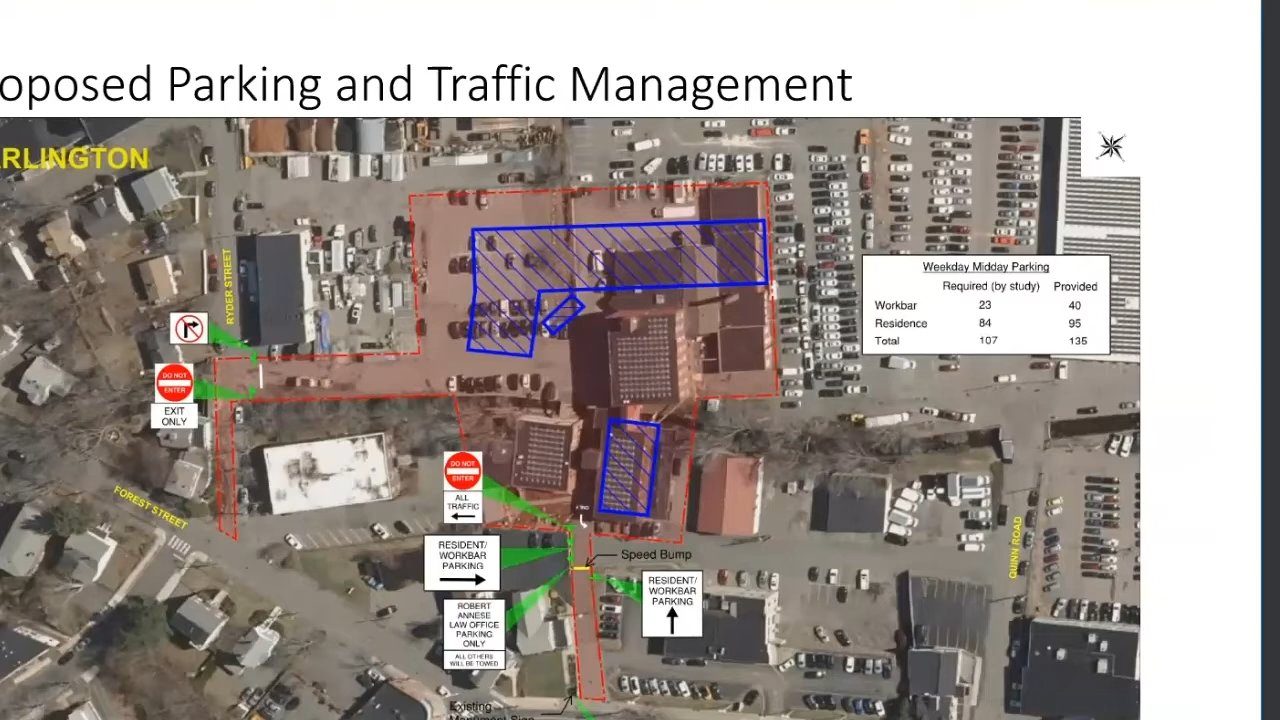 oposed Parking and Traffic Management
RLINGTON
RYDER STREET
DO NOT
ENTER
EXIT
ONLY
FOREST STREET
Weekday Midday Parking
Required (by study) Provided
Workbar 23 40
Residence 84 95
Total 107 135
DO NOT
ENTER
ALL
TRAFFIC
RESIDENT/
WORKBAR
PARKING
Speed Bump
RESIDENT/
WORKBAR
PARKING
QUINN ROAD
ROBERT
ANNESE
LAW OFFICE
PARKING
ONLY
ALL OTHERS
WILL BE TOWED
Existing
Monument Sign